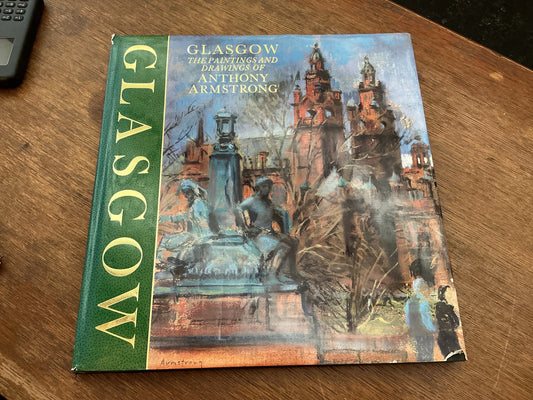 GLASGOW
GLASGOW
THE PAINTINGS AND
DRAWINGS OF
ANTHONY
ARMSTRONG
Armstrong